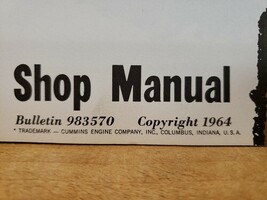 Shop Manual
Bulletin 983570 Copyright 1964
* TRADEMARK — CUMMINS ENGINE COMPANY, INC., COLUMBUS, INDIANA, U.S.A.